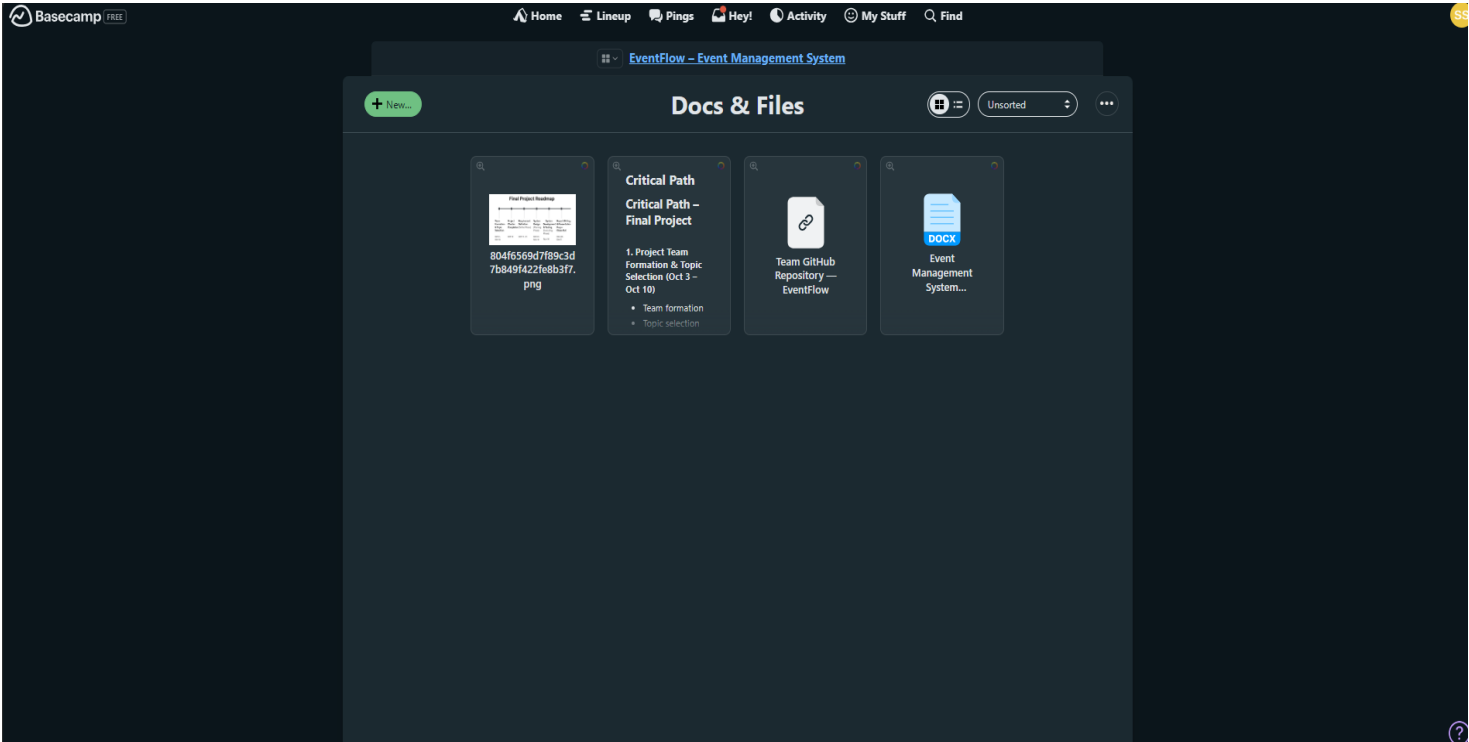 Basecamp FREE
Home Lineup Pings Hey! Activity My Stuff Find
SS
EventFlow – Event Management System
New...
Docs & Files
Unsorted
Final Project Roadmap
804f6569d7f89c3d
7b849f422fe8b3f7.
png
Critical Path
Critical Path –
Final Project
1. Project Team
Formation & Topic
Selection (Oct 3 –
Oct 10)
• Team formation
• Topic selection
Team GitHub
Repository —
EventFlow
DOCX
Event
Management
System...